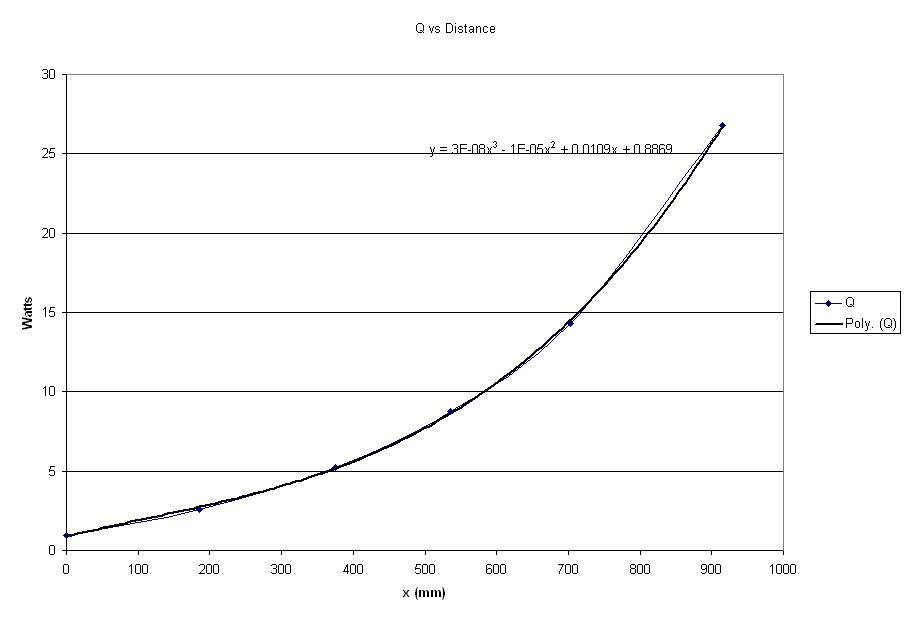 Q vs Distance
30
25
20
15
10
5
0
y = 3E-08x³ - 1E-05x² + 0.0109x + 0.8869
Watts
0 100 200 300 400 500 600 700 800 900 1000
x (mm)
Q
Poly. (Q)